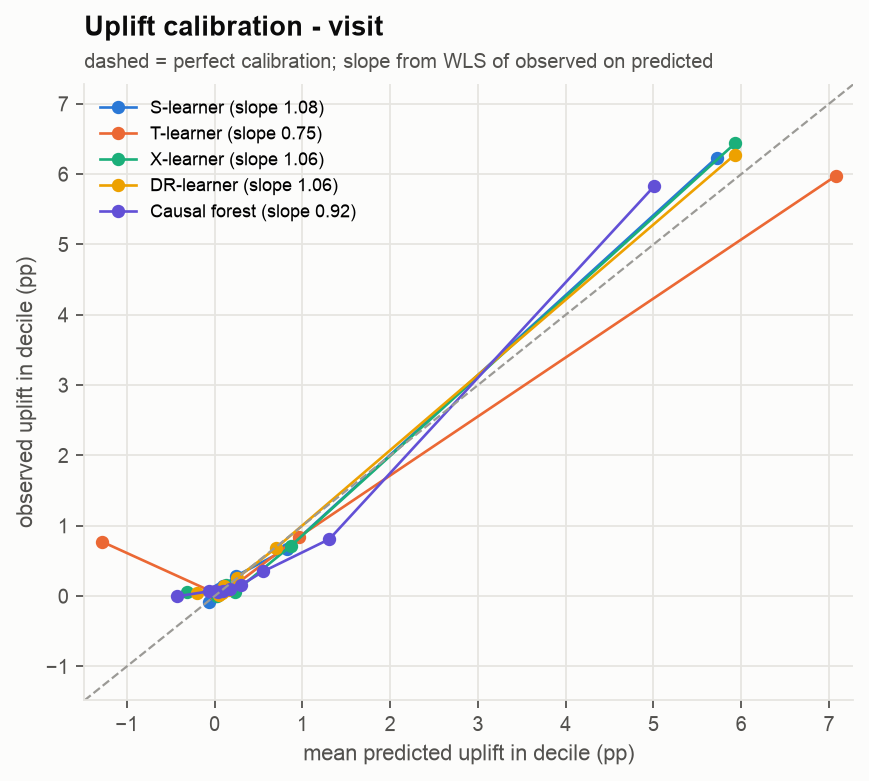 Uplift calibration - visit
dashed = perfect calibration; slope from WLS of observed on predicted
S-learner (slope 1.08)
T-learner (slope 0.75)
X-learner (slope 1.06)
DR-learner (slope 1.06)
Causal forest (slope 0.92)
observed uplift in decile (pp)
7
6
5
4
3
2
1
0
−1
−1 0 1 2 3 4 5 6 7
mean predicted uplift in decile (pp)